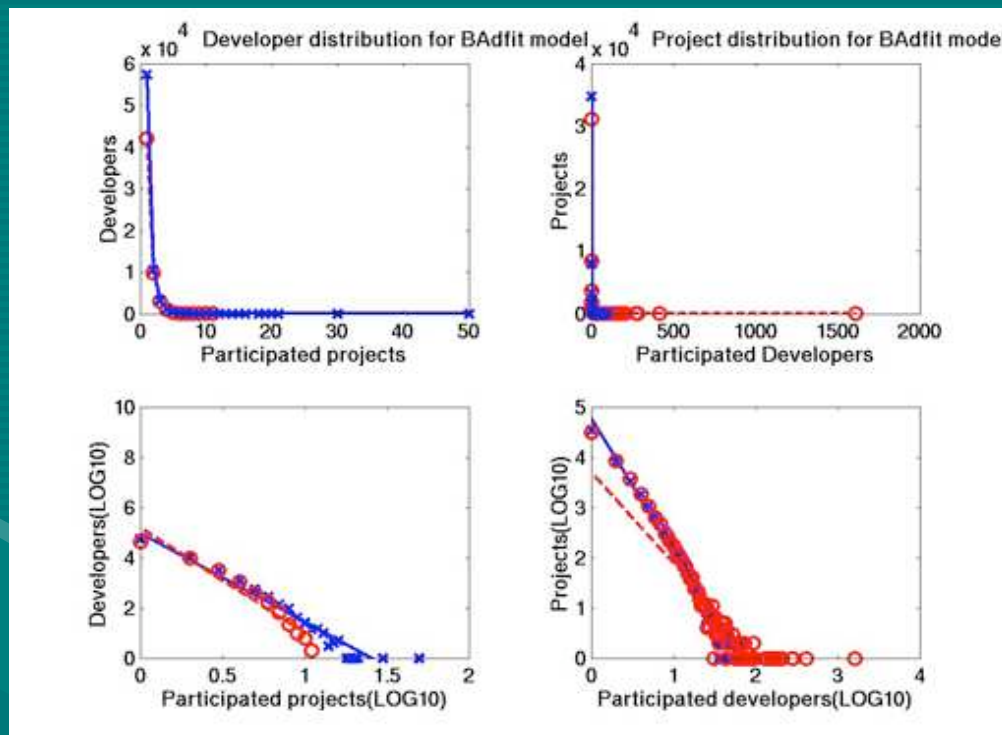 Developer distribution for BAdfit model
x 10^4
6
5
4
3
2
1
0
Developers
0 10 20 30 40 50
Participated projects
Project distribution for BAdfit model
x 10^4
4
3
2
1
0
Projects
0 500 1000 1500 2000
Participated Developers
10
8
6
4
2
0
Developers(LOG10)
0 0.5 1 1.5 2
Participated projects(LOG10)
5
4
3
2
1
0
Projects(LOG10)
0 1 2 3 4
Participated developers(LOG10)